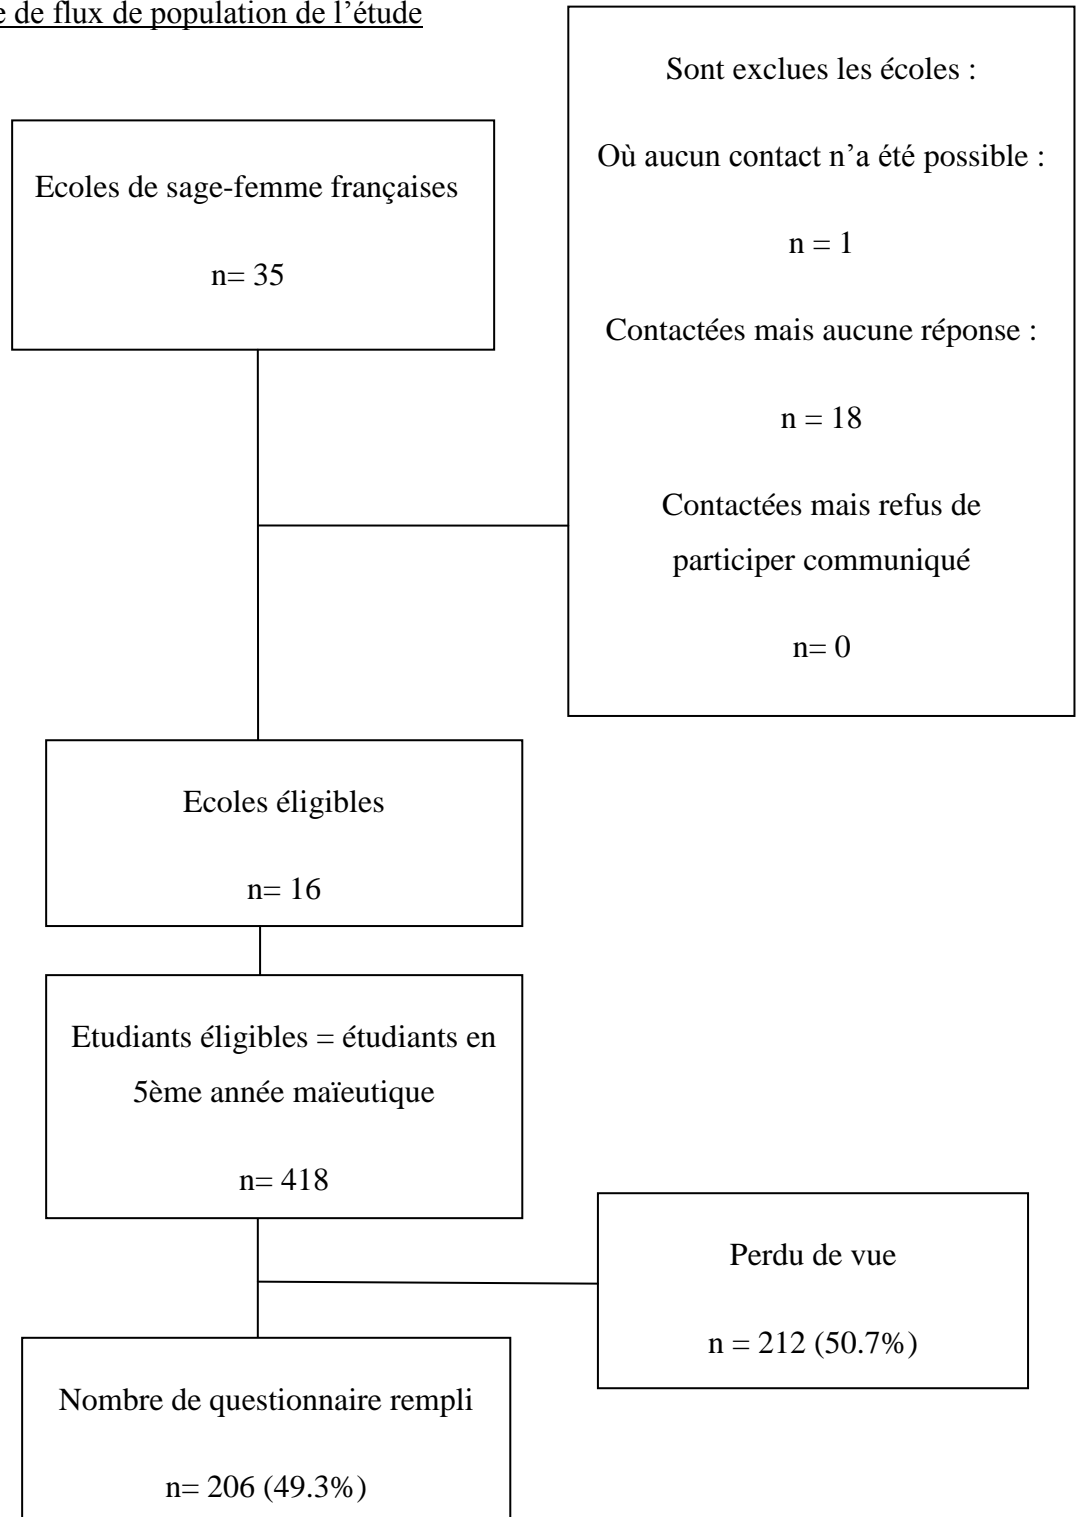 de flux de population de l’étude
Sont exclues les écoles :
Où aucun contact n’a été possible :
n = 1
Contactées mais aucune réponse :
n = 18
Contactées mais refus de
participer communiqué
n= 0
Ecoles de sage-femme françaises
n= 35
Ecoles éligibles
n= 16
Etudiants éligibles = étudiants en
5ème année maïeutique
n= 418
Perdu de vue
n = 212 (50.7%)
Nombre de questionnaire rempli
n= 206 (49.3%)